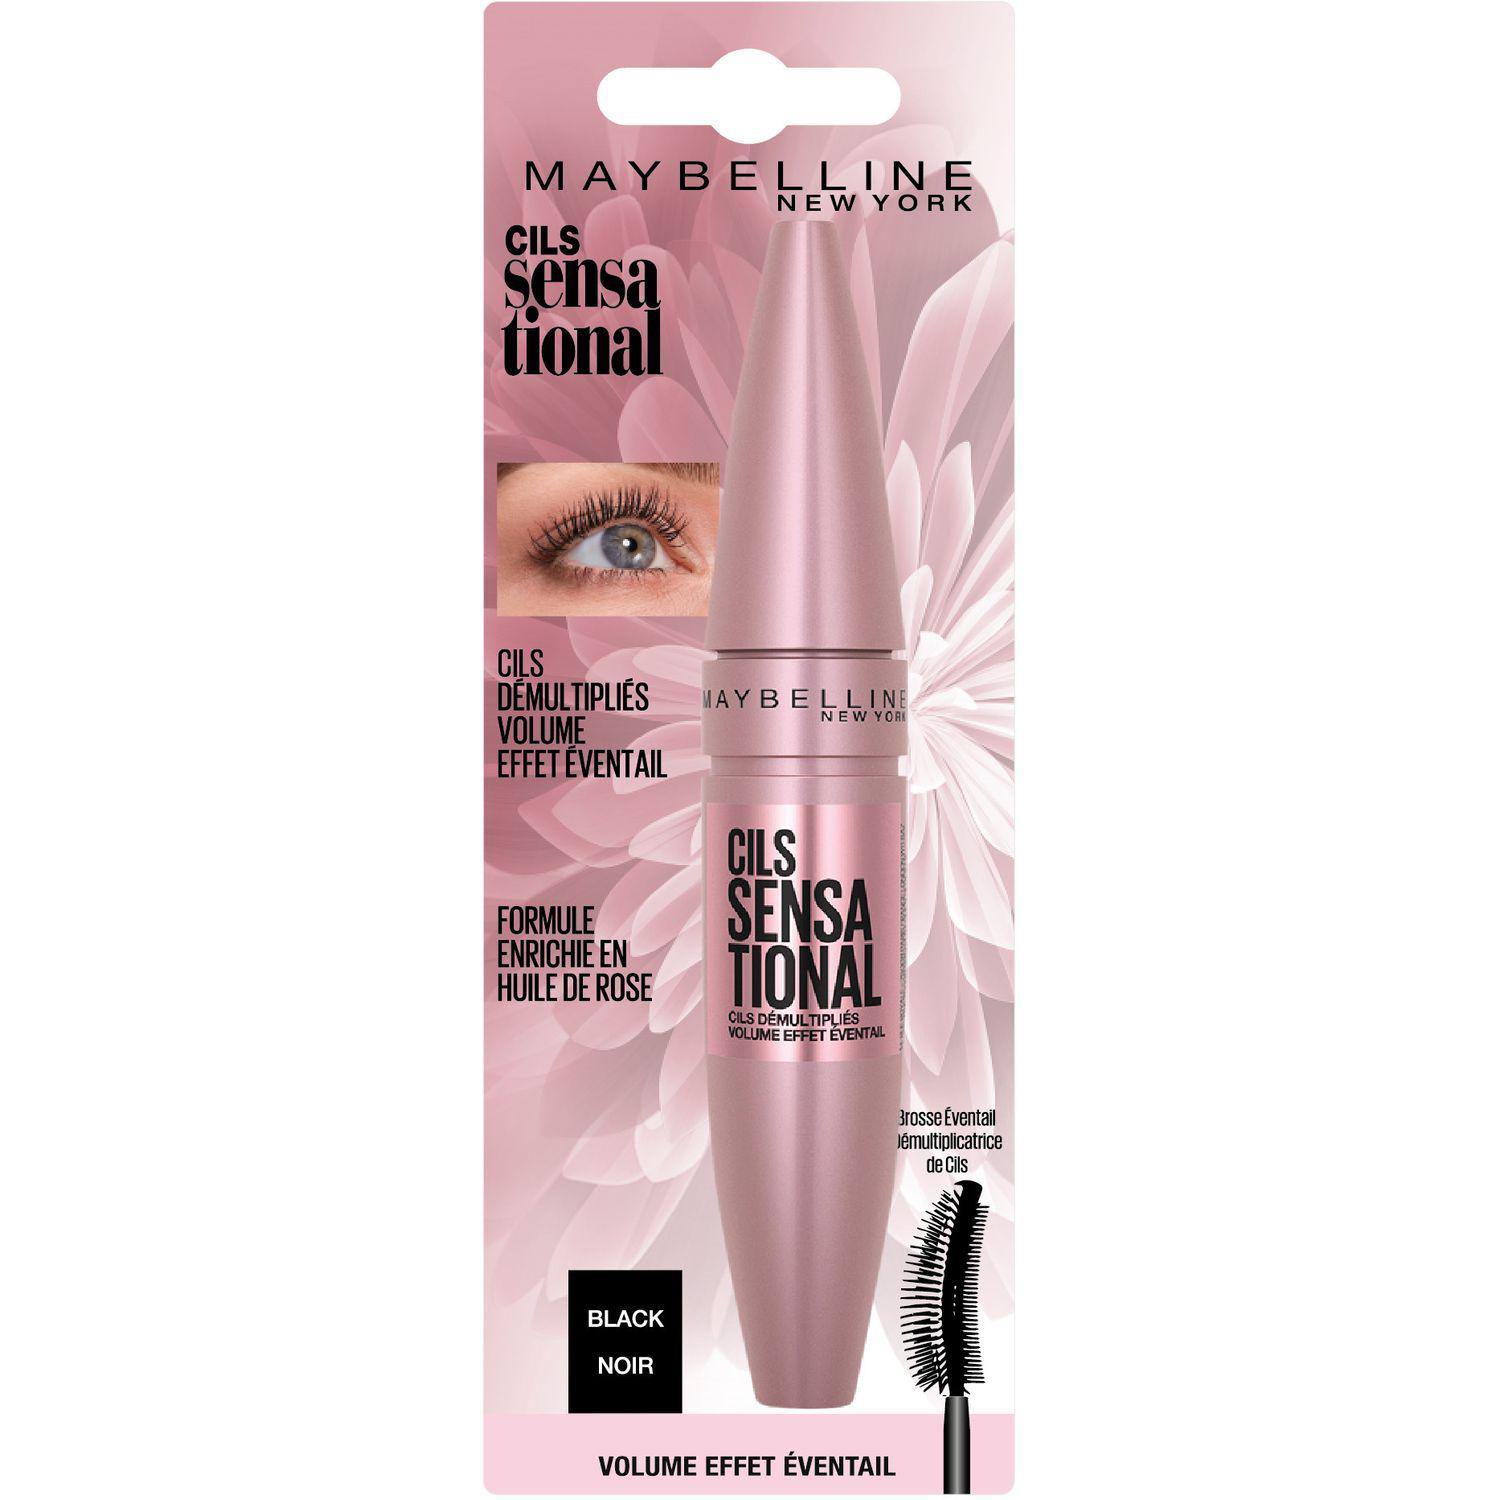 MAYBELLINE
NEW YORK
CILS
sensa
tional
CILS
DÉMULTIPLIÉS
VOLUME
EFFET ÉVENTAIL
MAYBELLINE
NEW YORK
CILS
SENSA
TIONAL
CILS DÉMULTIPLIÉS
VOLUME EFFET ÉVENTAIL
FORMULE
ENRICHIE EN
HUILE DE ROSE
Brosse Éventail
Démultiplicatrice
de Cils
BLACK
NOIR
VOLUME EFFET ÉVENTAIL